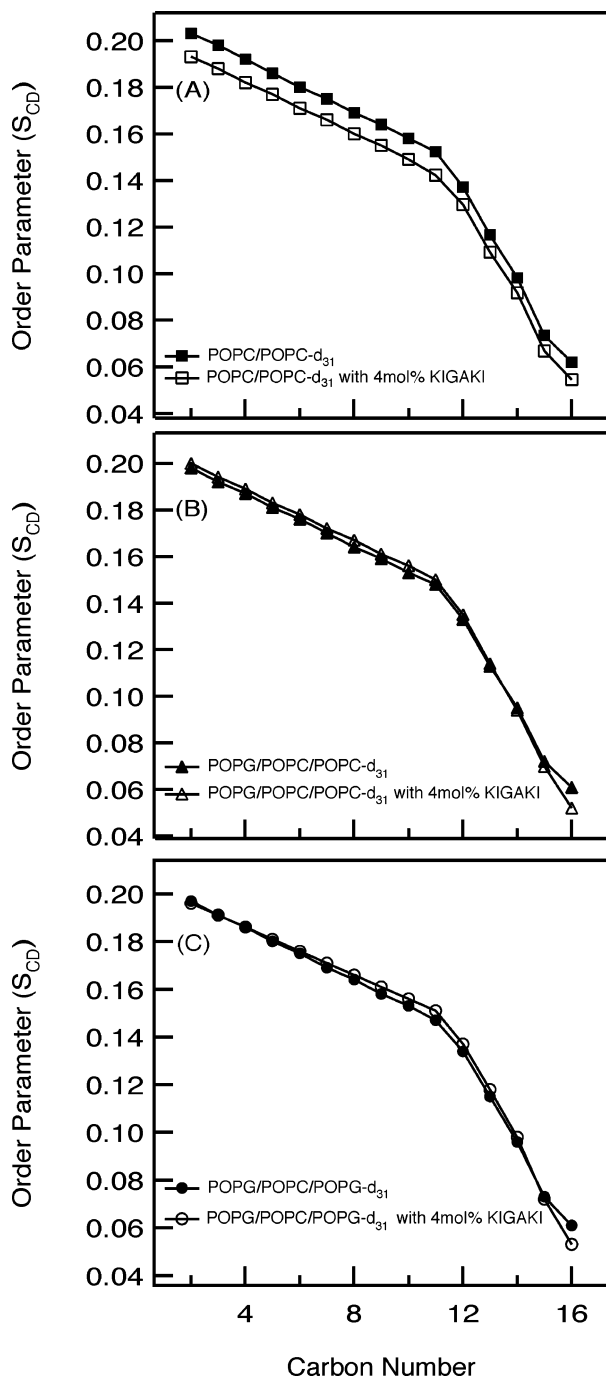 0.20
0.18
0.16
0.14
0.12
0.10
0.08
0.06
0.04
Order Parameter (S_CD)
(A)
POPC/POPC-d31
POPC/POPC-d31 with 4mol% KIGAKI
0.20
0.18
0.16
0.14
0.12
0.10
0.08
0.06
0.04
Order Parameter (S_CD)
(B)
POPG/POPC/POPC-d31
POPG/POPC/POPC-d31 with 4mol% KIGAKI
0.20
0.18
0.16
0.14
0.12
0.10
0.08
0.06
0.04
Order Parameter (S_CD)
(C)
POPG/POPC/POPG-d31
POPG/POPC/POPG-d31 with 4mol% KIGAKI
4 8 12 16
Carbon Number